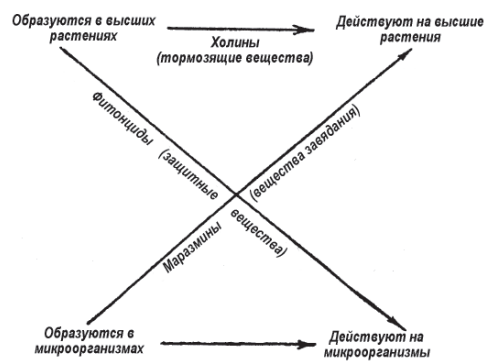 Образуются в высших
растениях
Холины
(тормозящие вещества)
Действуют на высшие
растения
Фитонциды (защитные вещества)
Маразмины (вещества завядания)
Образуются в
микроорганизмах
Действуют на
микроорганизмы